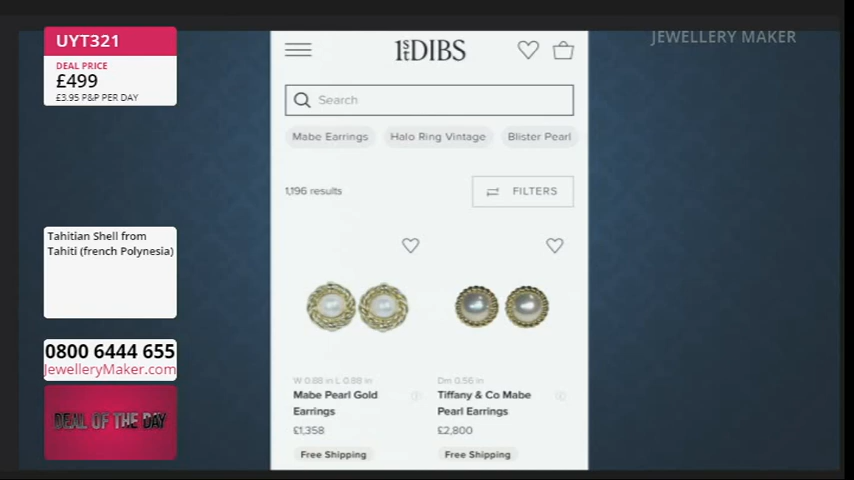 UYT321
DEAL PRICE
£499
£3.95 P&P PER DAY
JEWELLERY MAKER
1stDIBS
Search
Mabe Earrings
Halo Ring Vintage
Blister Pearl
1,196 results
FILTERS
Tahitian Shell from
Tahiti (french Polynesia)
W 0.88 in L 0.88 in
Mabe Pearl Gold
Earrings
£1,358
Free Shipping
Dm 0.56 in
Tiffany & Co Mabe
Pearl Earrings
£2,800
Free Shipping
0800 6444 655
JewelleryMaker.com
DEAL OF THE DAY